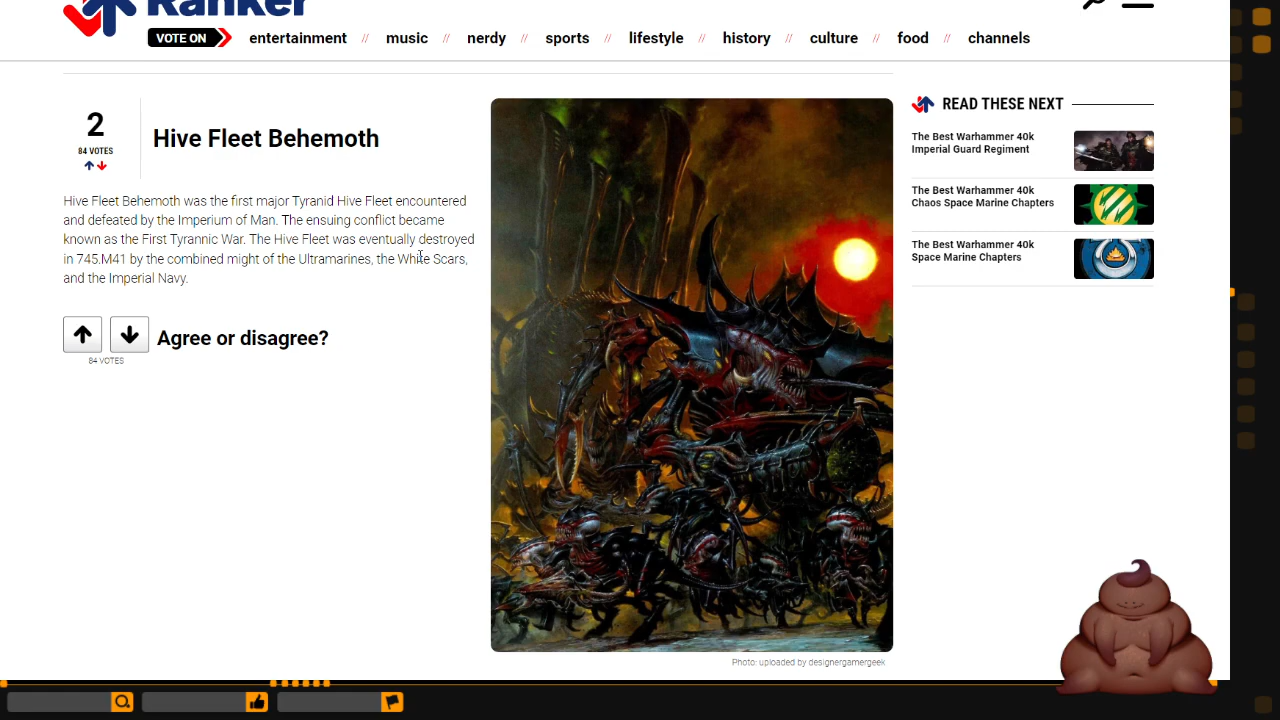 Ranker
VOTE ON
entertainment // music // nerdy // sports // lifestyle // history // culture // food // channels
2
84 VOTES
Hive Fleet Behemoth
Hive Fleet Behemoth was the first major Tyranid Hive Fleet encountered
and defeated by the Imperium of Man. The ensuing conflict became
known as the First Tyrannic War. The Hive Fleet was eventually destroyed
in 745.M41 by the combined might of the Ultramarines, the White Scars,
and the Imperial Navy.
Agree or disagree?
84 VOTES
Photo: uploaded by designergamergeek
READ THESE NEXT
The Best Warhammer 40k
Imperial Guard Regiment
The Best Warhammer 40k
Chaos Space Marine Chapters
The Best Warhammer 40k
Space Marine Chapters